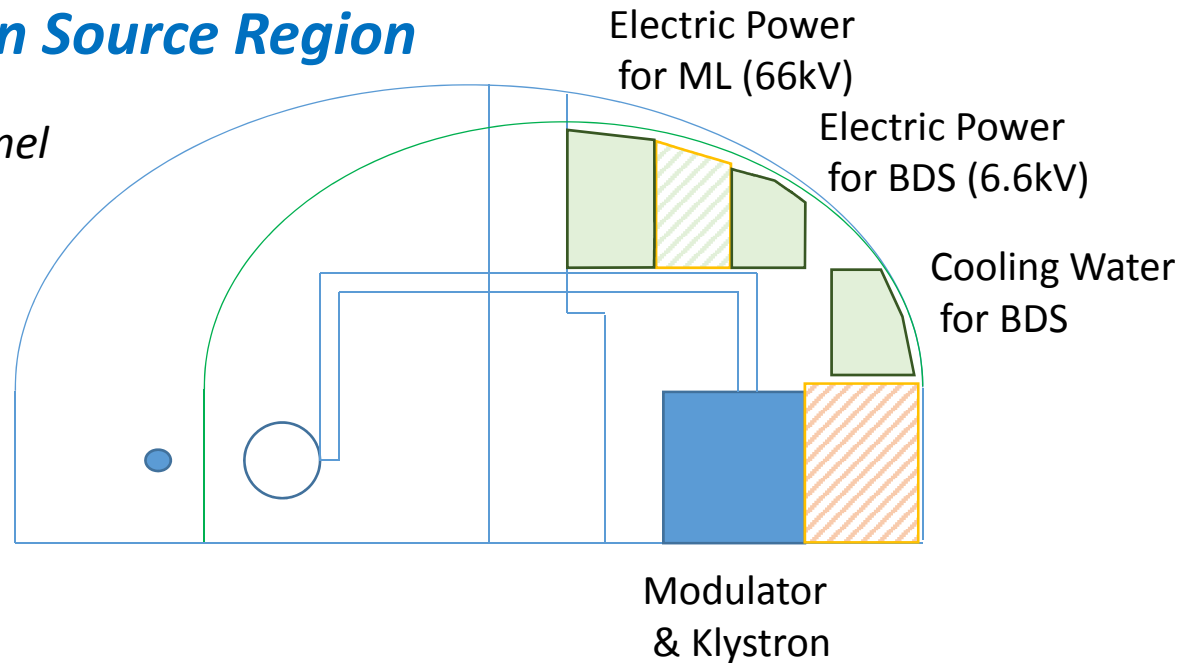 n Source Region
nel
Electric Power
for ML (66kV)
Electric Power
for BDS (6.6kV)
Cooling Water
for BDS
Modulator
& Klystron